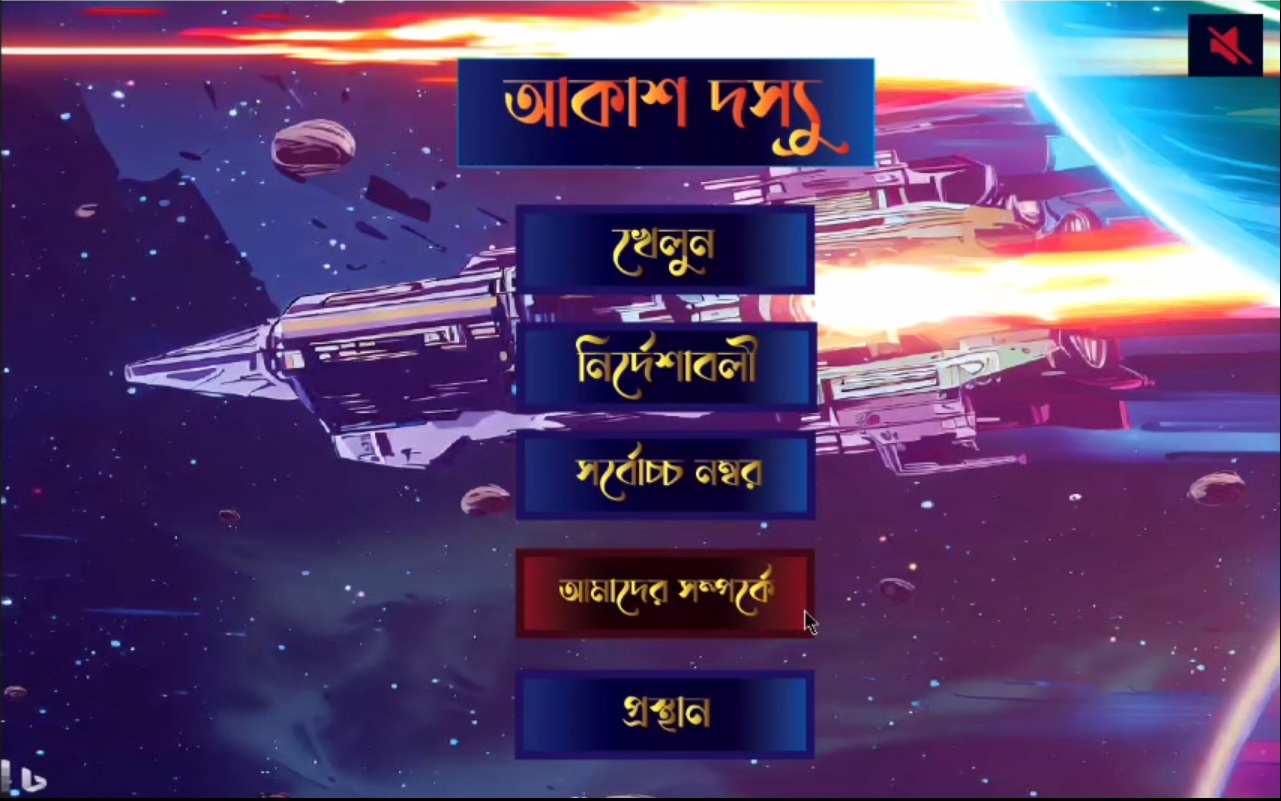 আকাশ দস্যু
খেলুন
নির্দেশাবলী
সর্বোচ্চ নম্বর
আমাদের সম্পর্কে
প্রস্থান